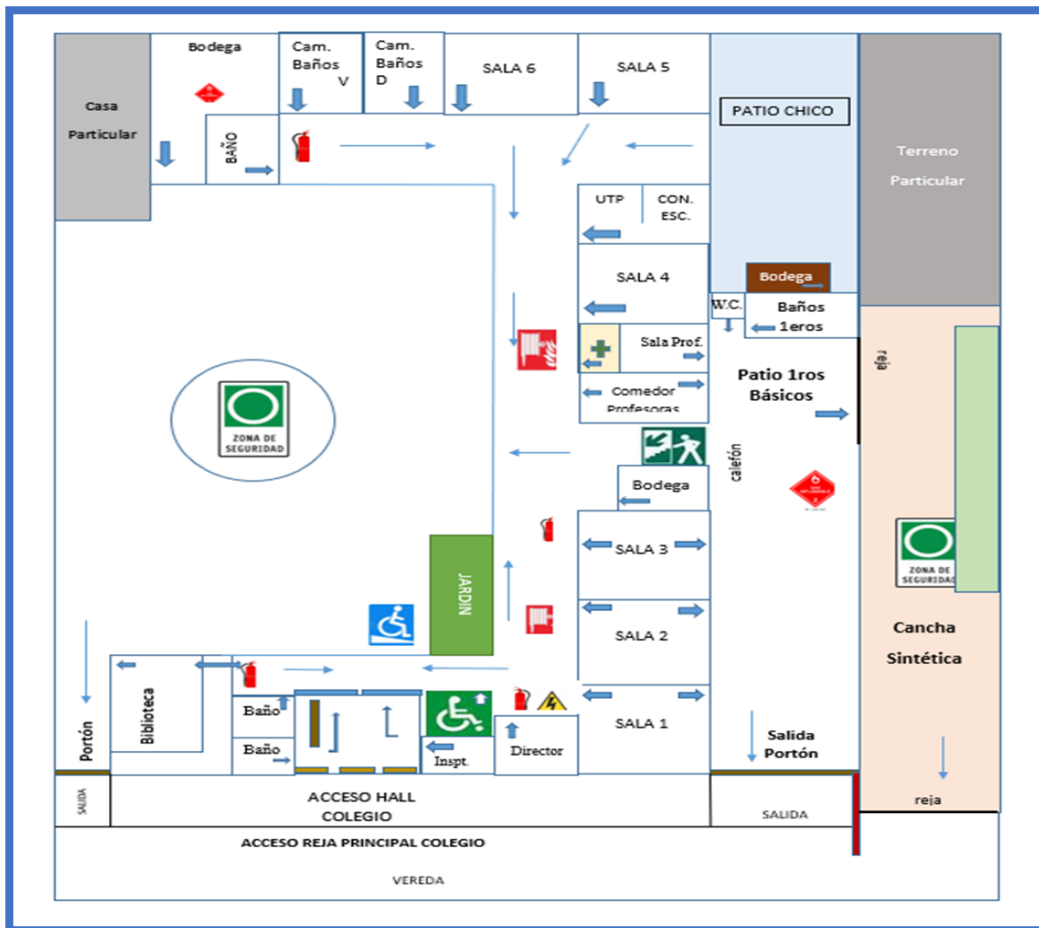 Bodega
Cam.
Baños
V
Cam.
Baños
D
SALA 6
SALA 5
PATIO CHICO
Casa
Particular
BAÑO
Terreno
Particular
UTP
CON.
ESC.
SALA 4
Bodega
W.C.
Baños
1eros
Sala Prof.
reja
Comedor
Profesoras
Patio 1ros
Básicos
ZONA DE
SEGURIDAD
calefón
Bodega
SALA 3
ZONA DE
SEGURIDAD
JARDIN
SALA 2
Cancha
Sintética
Portón
Biblioteca
Baño
Baño
Inspt.
Director
SALA 1
Salida
Portón
SALIDA
ACCESO HALL
COLEGIO
SALIDA
reja
ACCESO REJA PRINCIPAL COLEGIO
VEREDA